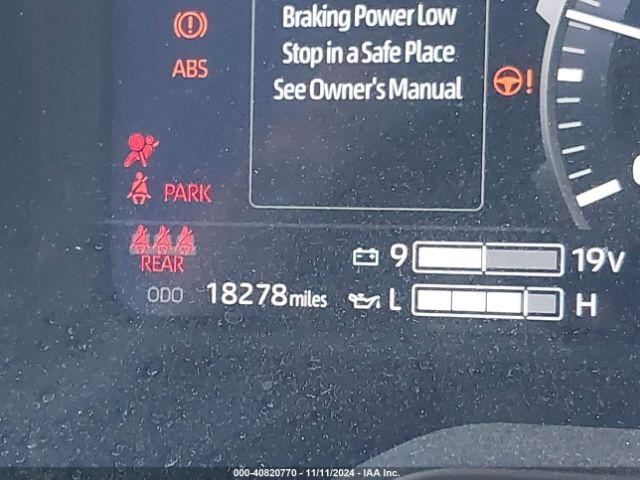 Braking Power Low
Stop in a Safe Place
See Owner's Manual
ABS
PARK
REAR
ODO 18278 miles
9 19V
L H
000-40820770 - 11/11/2024 - IAA Inc.